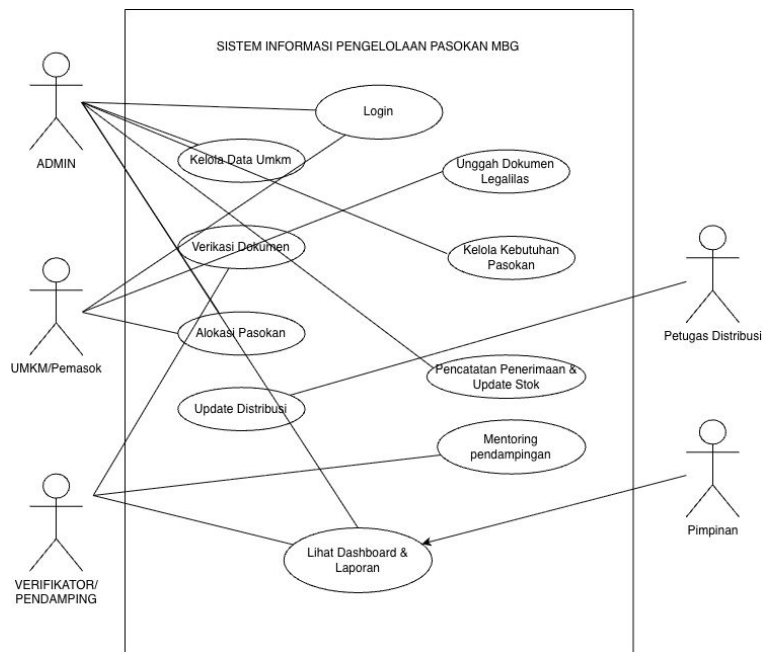 SISTEM INFORMASI PENGELOLAAN PASOKAN MBG
Login
ADMIN
Kelola Data Umkm
Unggah Dokumen
Legalilas
Verikasi Dokumen
Kelola Kebutuhan
Pasokan
UMKM/Pemasok
Alokasi Pasokan
Petugas Distribusi
Pencatatan Penerimaan &
Update Stok
Update Distribusi
Mentoring
pendampingan
Pimpinan
Lihat Dashboard &
Laporan
VERIFIKATOR/
PENDAMPING